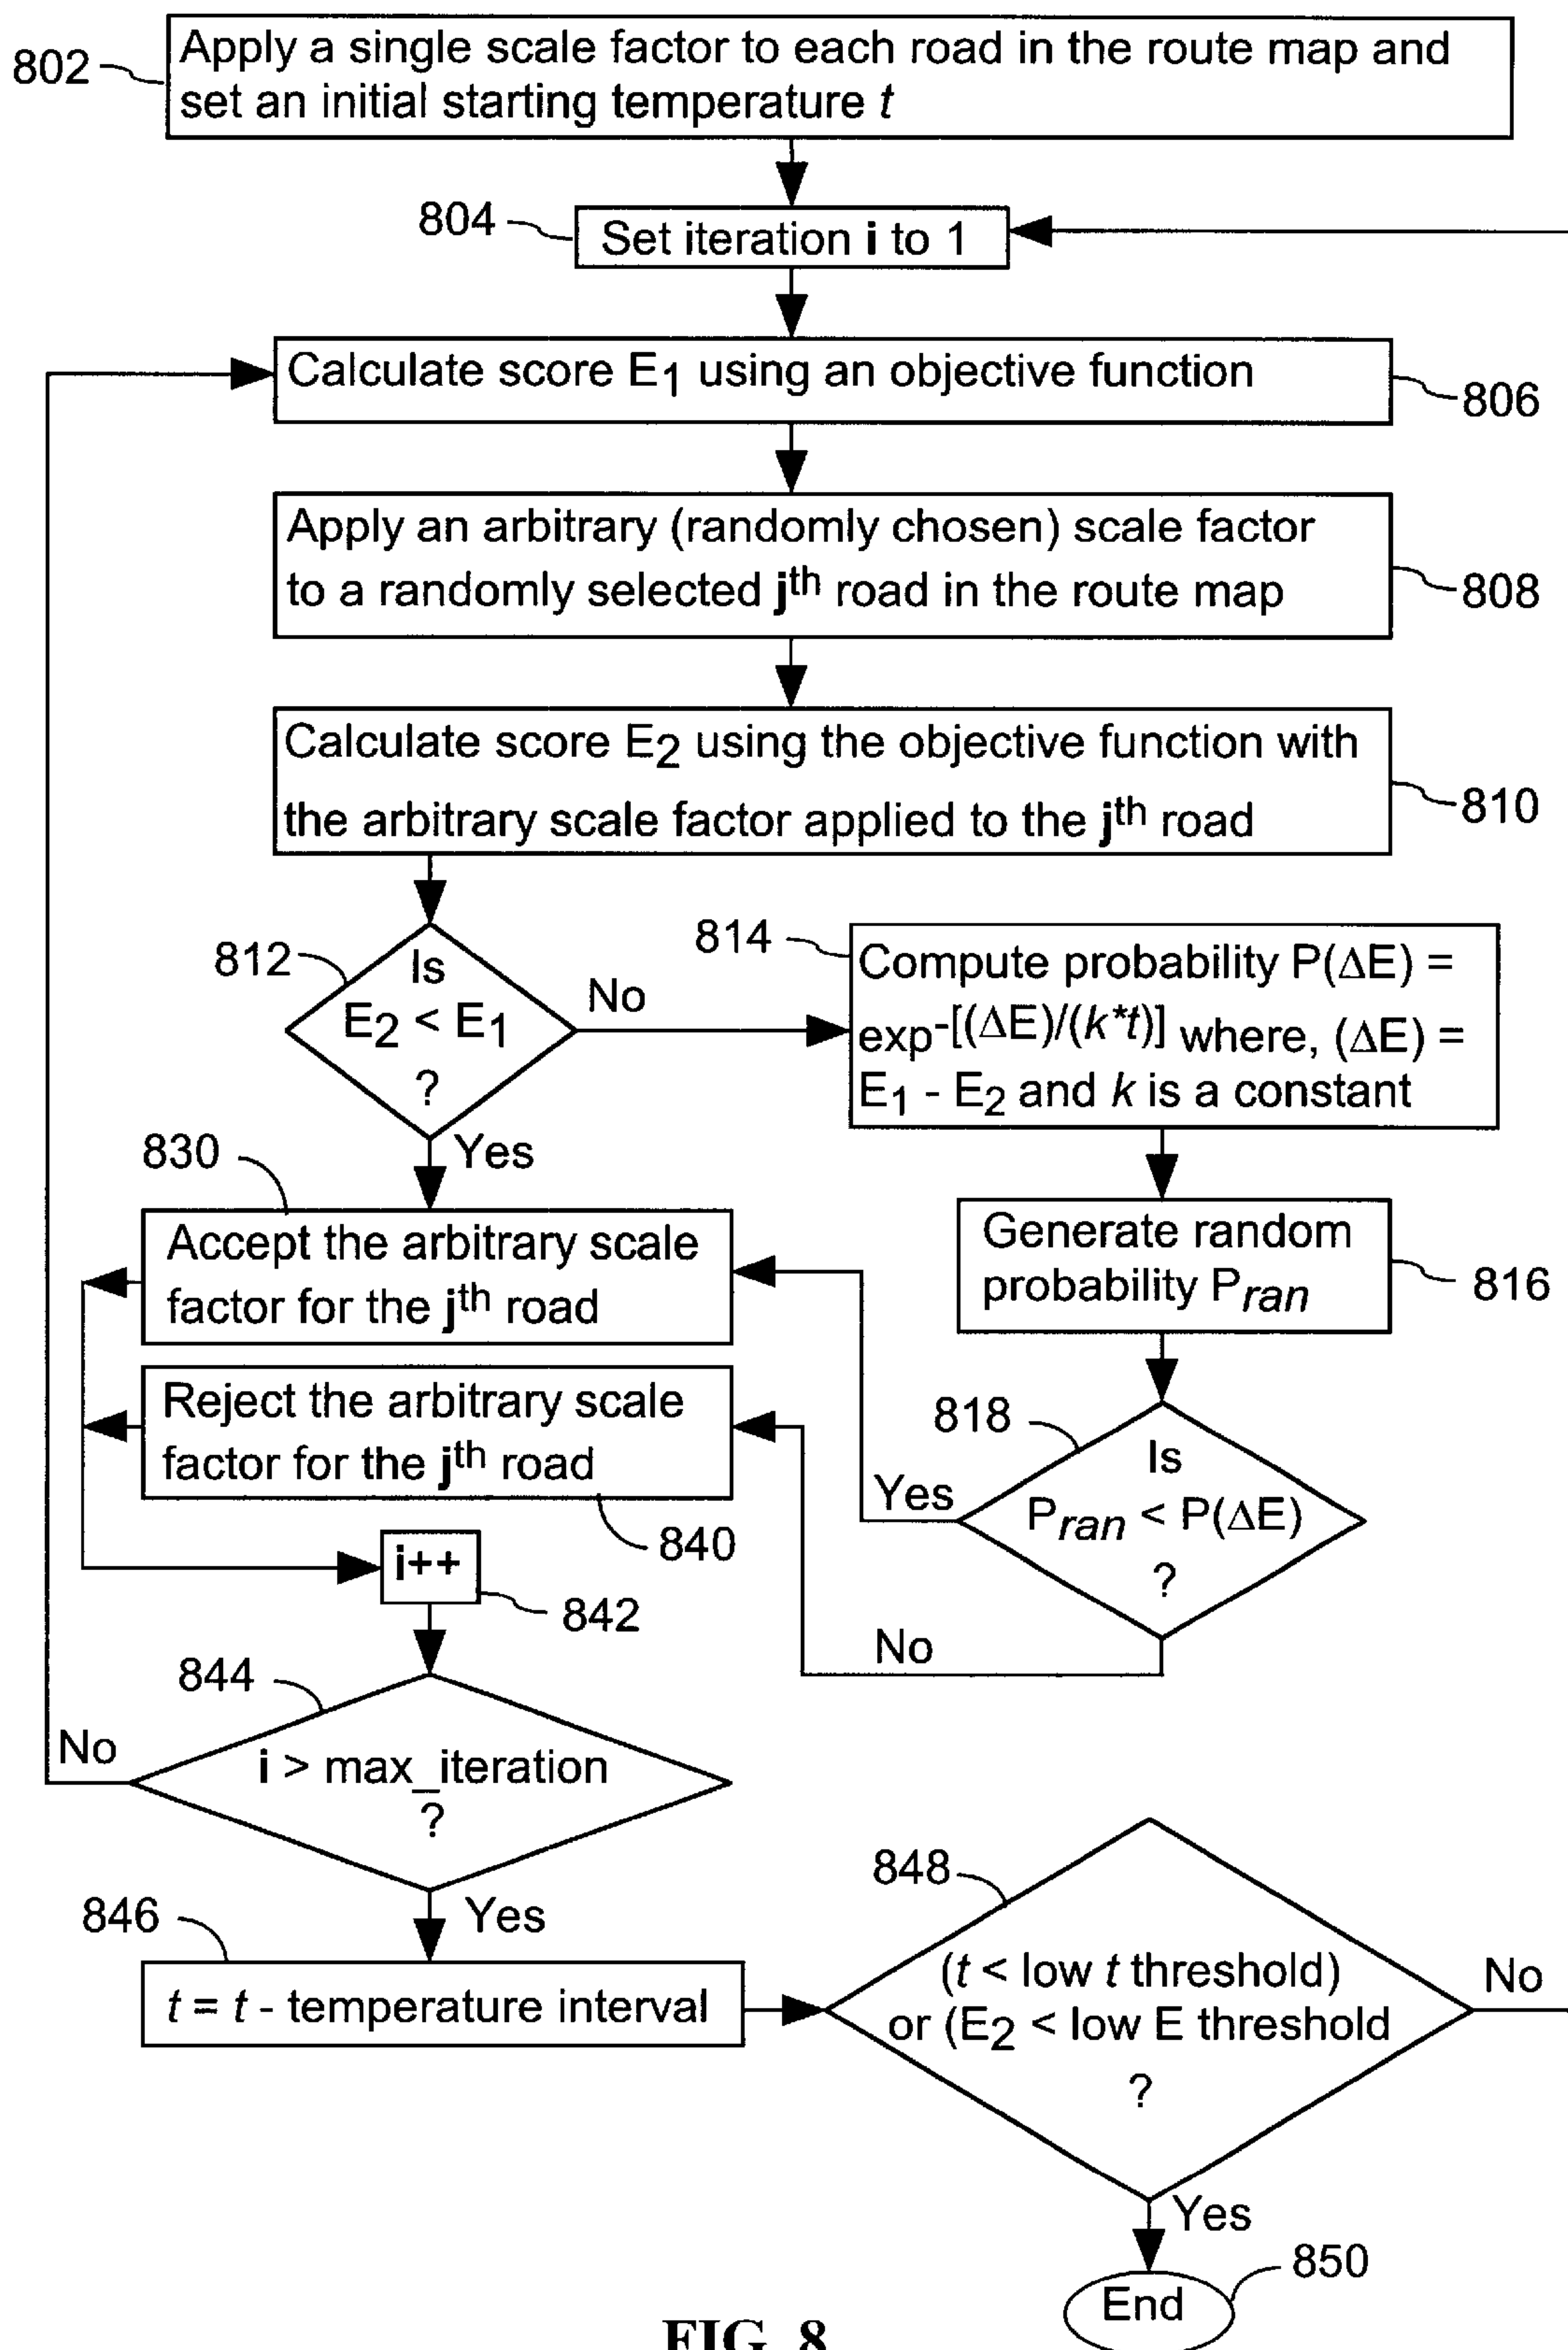 802
Apply a single scale factor to each road in the route map and
set an initial starting temperature t
804
Set iteration i to 1
Calculate score E1 using an objective function
806
Apply an arbitrary (randomly chosen) scale factor
to a randomly selected jth road in the route map
808
Calculate score E2 using the objective function with
the arbitrary scale factor applied to the jth road
810
812
Is
E2 < E1
?
No
Yes
814
Compute probability P(ΔE) =
exp-[(ΔE)/(k*t)] where, (ΔE) =
E1 - E2 and k is a constant
Generate random
probability Pran
816
830
Accept the arbitrary scale
factor for the jth road
Reject the arbitrary scale
factor for the jth road
840
818
Is
Pran < P(ΔE)
?
Yes
No
i++
842
844
i > max_iteration
?
No
Yes
846
t = t - temperature interval
848
(t < low t threshold)
or (E2 < low E threshold
?
No
Yes
End
850
FIG. 8